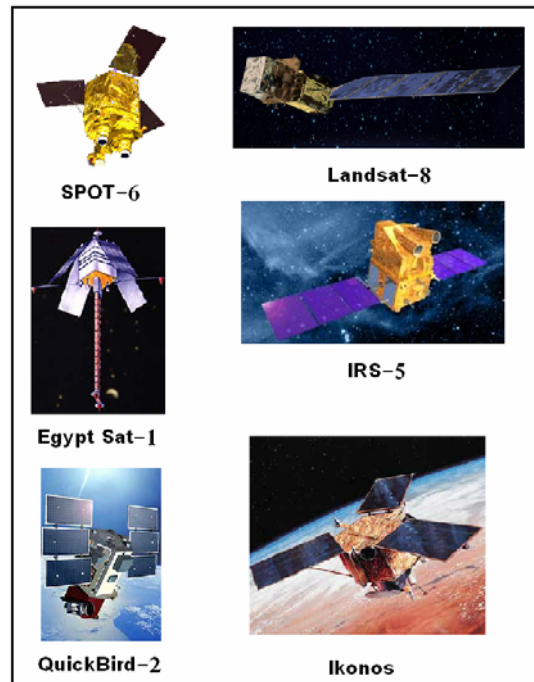 SPOT-6
Landsat-8
IRS-5
Egypt Sat-1
QuickBird-2
Ikonos